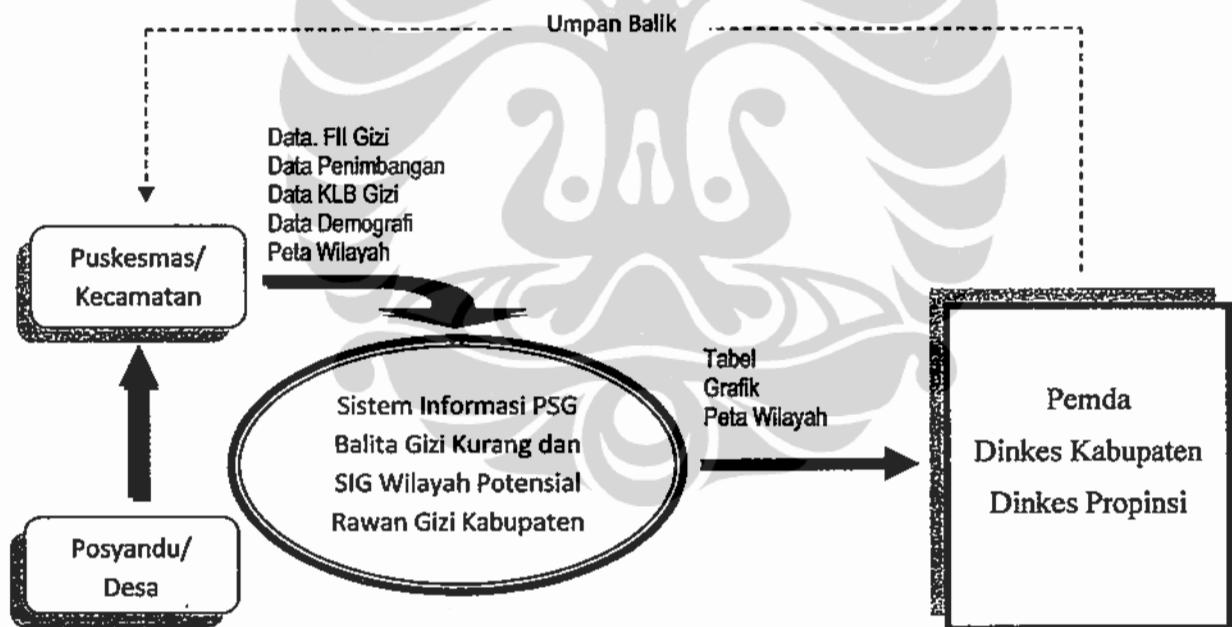 Umpan Balik
Data. FII Gizi
Data Penimbangan
Data KLB Gizi
Data Demografi
Peta Wilayah
Puskesmas/
Kecamatan
Sistem Informasi PSG
Balita Gizi Kurang dan
SIG Wilayah Potensial
Rawan Gizi Kabupaten
Posyandu/
Desa
Tabel
Grafik
Peta Wilayah
Pemda
Dinkes Kabupaten
Dinkes Propinsi